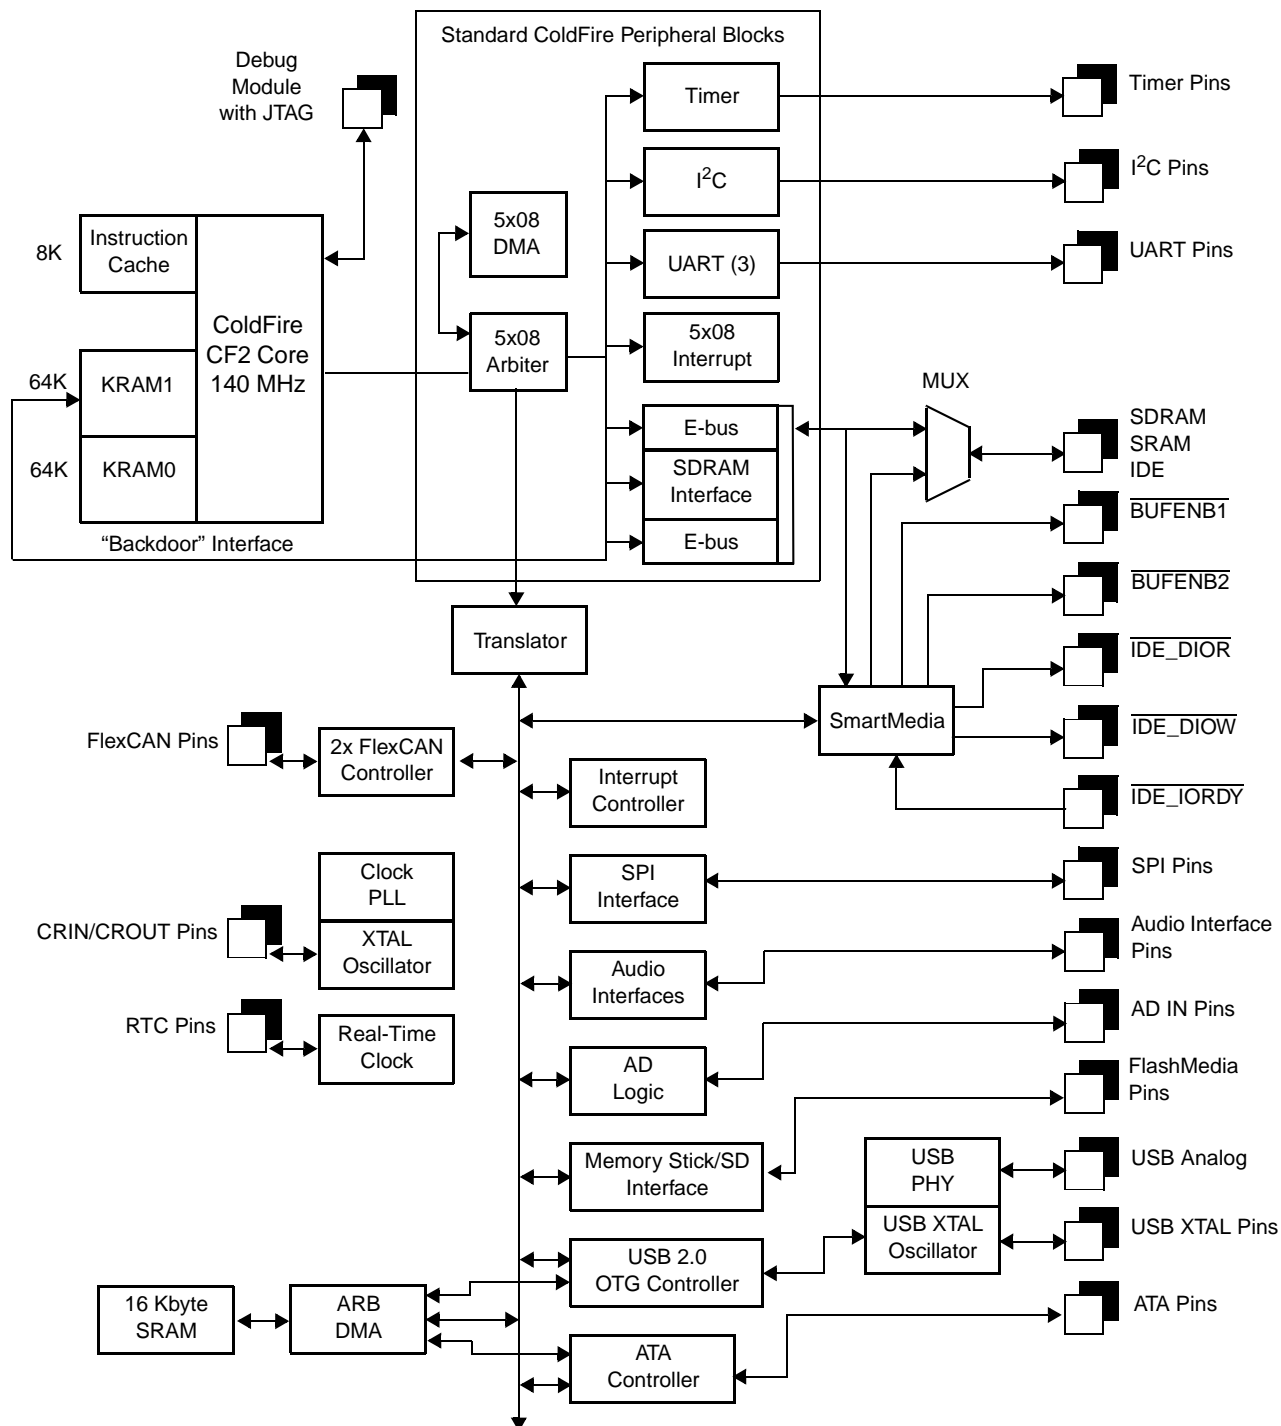 Standard ColdFire Peripheral Blocks
Debug
Module
with JTAG
Timer
Timer Pins
I²C
I²C Pins
5x08
DMA
UART (3)
UART Pins
8K
Instruction
Cache
ColdFire
CF2 Core
140 MHz
5x08
Arbiter
5x08
Interrupt
64K
KRAM1
MUX
E-bus
SDRAM
SRAM
IDE
64K
KRAM0
SDRAM
Interface
BUFENB1
"Backdoor" Interface
E-bus
BUFENB2
Translator
IDE_DIOR
SmartMedia
IDE_DIOW
FlexCAN Pins
2x FlexCAN
Controller
Interrupt
Controller
IDE_IORDY
Clock
PLL
SPI
Interface
SPI Pins
CRIN/CROUT Pins
XTAL
Oscillator
Audio
Interfaces
Audio Interface
Pins
RTC Pins
Real-Time
Clock
AD
Logic
AD IN Pins
FlashMedia
Pins
Memory Stick/SD
Interface
USB
PHY
USB Analog
USB XTAL
Oscillator
USB XTAL Pins
USB 2.0
OTG Controller
16 Kbyte
SRAM
ARB
DMA
ATA Pins
ATA
Controller